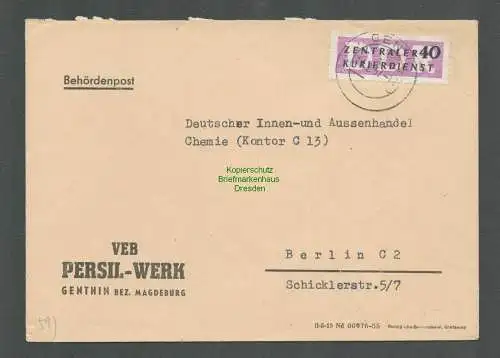 ZENTRALER 40
KURIERDIENST
Behördenpost
Deutscher Innen-und Aussenhandel
Chemie (Kontor C 13)
Kopierschutz
Briefmarkenhaus
Dresden
VEB
PERSIL-WERK
GENTHIN BEZ. MAGDEBURG
Berlin C 2
Schicklerstr.5/7